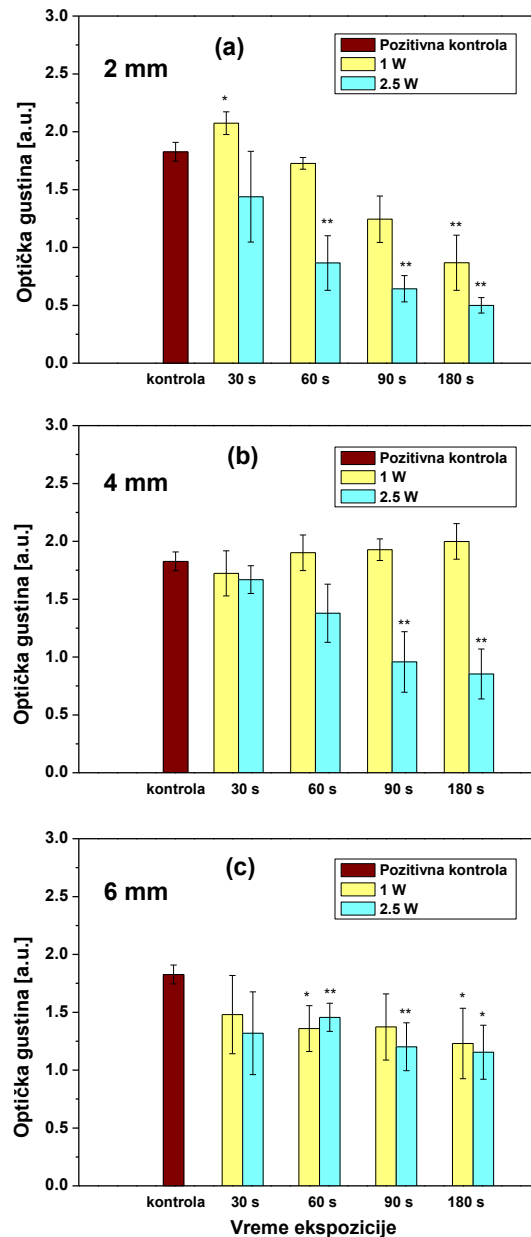 3.0
(a)
2 mm
Pozitivna kontrola
1 W
2.5 W
2.5
*
2.0
1.5
**
**
1.0
**
**
0.5
0.0
Optička gustina [a.u.]
kontrola 30 s 60 s 90 s 180 s
3.0
(b)
4 mm
Pozitivna kontrola
1 W
2.5 W
2.5
2.0
1.5
**
**
1.0
0.5
0.0
Optička gustina [a.u.]
kontrola 30 s 60 s 90 s 180 s
3.0
(c)
6 mm
Pozitivna kontrola
1 W
2.5 W
2.5
2.0
* **
**
* *
1.5
1.0
0.5
0.0
Optička gustina [a.u.]
kontrola 30 s 60 s 90 s 180 s
Vreme ekspozicije